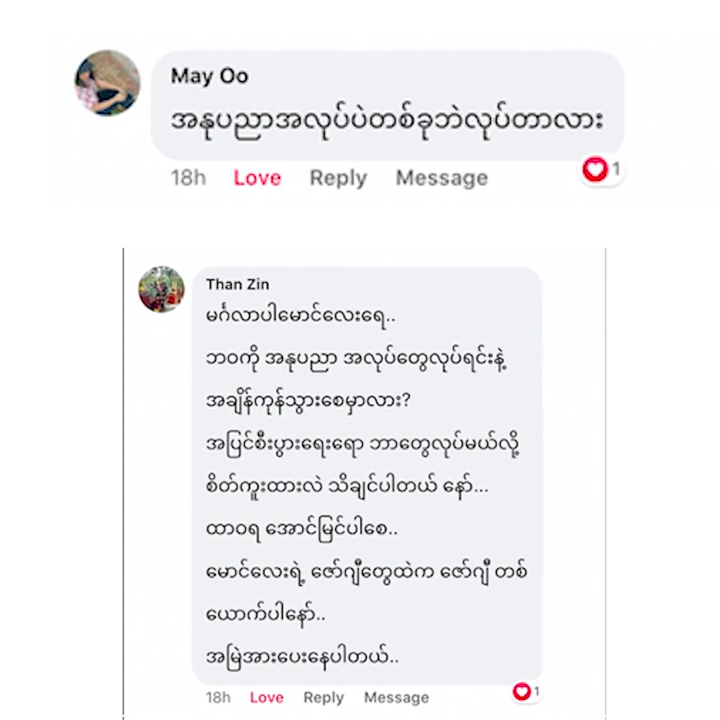 May Oo
အနုပညာအလုပ်ပဲတစ်ခုဘဲလုပ်တာလား
18h Love Reply Message 1
Than Zin
မင်္ဂလာပါမောင်လေးရေ..
ဘဝကို အနုပညာ အလုပ်တွေလုပ်ရင်းနဲ့
အချိန်ကုန်သွားစေမှာလား?
အပြင်စီးပွားရေးရော ဘာတွေလုပ်မယ်လို့
စိတ်ကူးထားလဲ သိချင်ပါတယ် နော်...
ထာဝရ အောင်မြင်ပါစေ..
မောင်လေးရဲ့ ဇော်ဂျီတွေထဲက ဇော်ဂျီ တစ်
ယောက်ပါနော်..
အမြဲအားပေးနေပါတယ်..
18h Love Reply Message 1